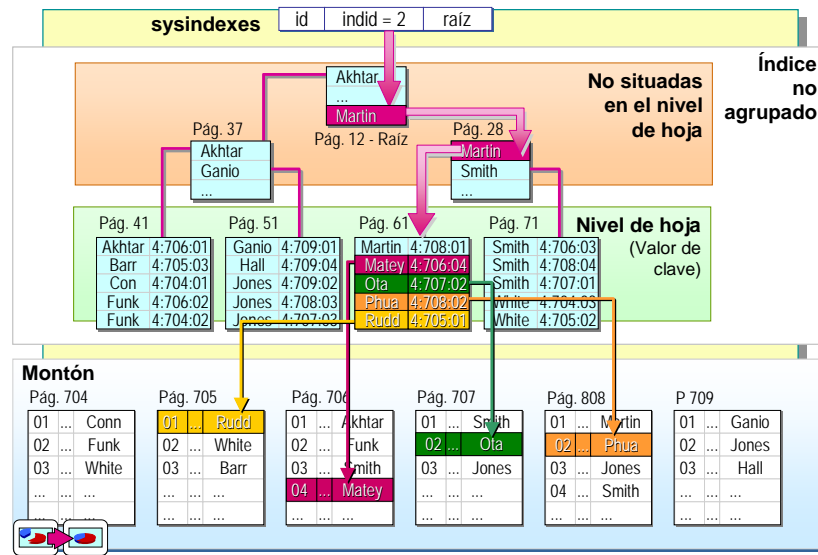 sysindexes
id indid = 2 raíz
Índice
no
agrupado
No situadas
en el nivel
de hoja
Akhtar
...
Martin
Pág. 12 - Raíz
Pág. 37
Akhtar
Ganio
...
Pág. 28
Martin
Smith
...
Nivel de hoja
(Valor de
clave)
Pág. 41
Akhtar 4:706:01
Barr 4:705:03
Con 4:704:01
Funk 4:706:02
Funk 4:704:02
Pág. 51
Ganio 4:709:01
Hall 4:709:04
Jones 4:709:02
Jones 4:708:03
Jones 4:707:03
Pág. 61
Martin 4:708:01
Matey 4:706:04
Ota 4:707:02
Phua 4:708:02
Rudd 4:705:01
Pág. 71
Smith 4:706:03
Smith 4:708:04
Smith 4:707:01
White 4:704:03
White 4:705:02
Montón
Pág. 704
01 ... Conn
02 ... Funk
03 ... White
... ... ...
... ... ...
Pág. 705
01 ... Rudd
02 ... White
03 ... Barr
... ... ...
... ... ...
Pág. 706
01 ... Akhtar
02 ... Funk
03 ... Smith
04 ... Matey
... ... ...
Pág. 707
01 ... Smith
02 ... Ota
03 ... Jones
... ... ...
... ... ...
Pág. 808
01 ... Martin
02 ... Phua
03 ... Jones
04 ... Smith
... ... ...
P 709
01 ... Ganio
02 ... Jones
03 ... Hall
... ... ...
... ... ...